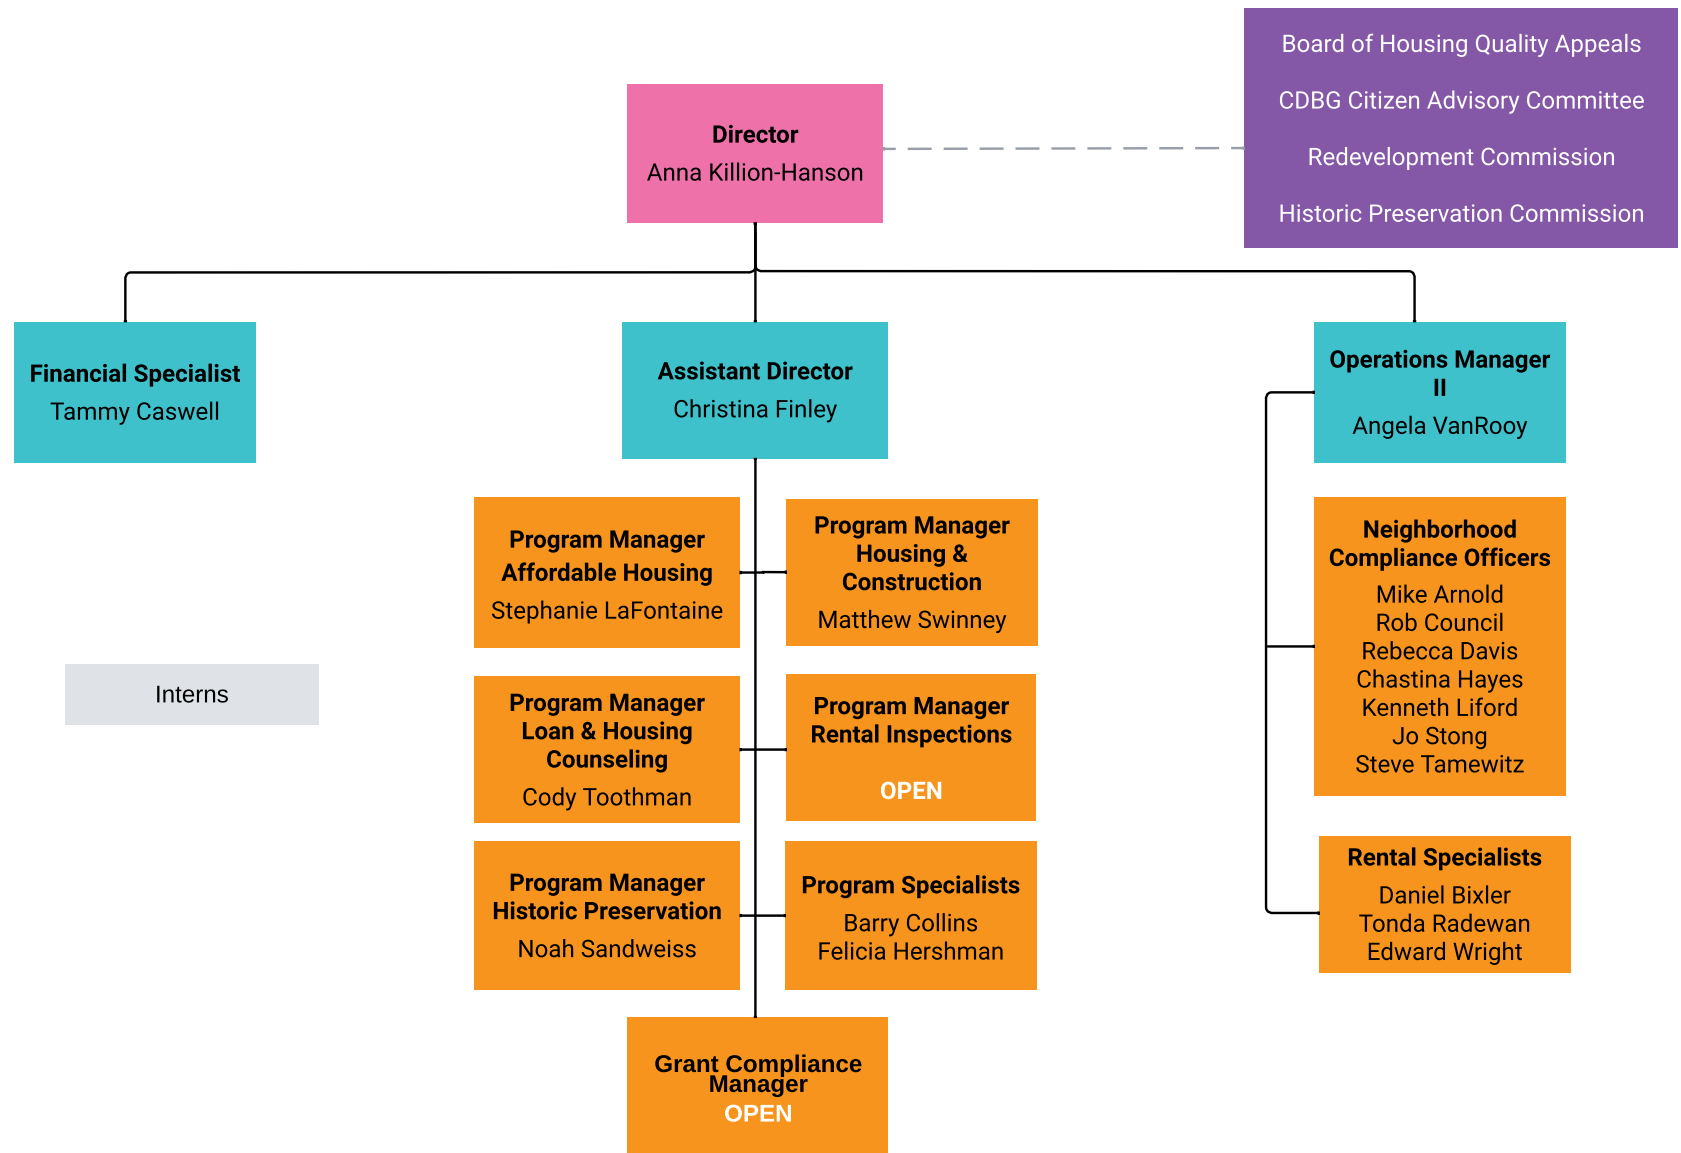 Board of Housing Quality Appeals
CDBG Citizen Advisory Committee
Redevelopment Commission
Historic Preservation Commission
Director
Anna Killion-Hanson
Financial Specialist
Tammy Caswell
Assistant Director
Christina Finley
Operations Manager
II
Angela VanRooy
Program Manager
Affordable Housing
Stephanie LaFontaine
Program Manager
Housing &
Construction
Matthew Swinney
Neighborhood
Compliance Officers
Mike Arnold
Rob Council
Rebecca Davis
Chastina Hayes
Kenneth Liford
Jo Stong
Steve Tamewitz
Interns
Program Manager
Loan & Housing
Counseling
Cody Toothman
Program Manager
Rental Inspections
OPEN
Program Manager
Historic Preservation
Noah Sandweiss
Program Specialists
Barry Collins
Felicia Hershman
Rental Specialists
Daniel Bixler
Tonda Radewan
Edward Wright
Grant Compliance
Manager
OPEN